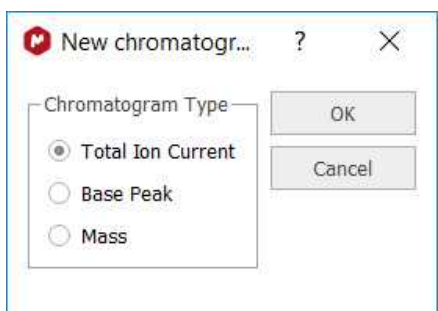 New chromatogr... ?
Chromatogram Type
Total Ion Current
Base Peak
Mass
OK
Cancel